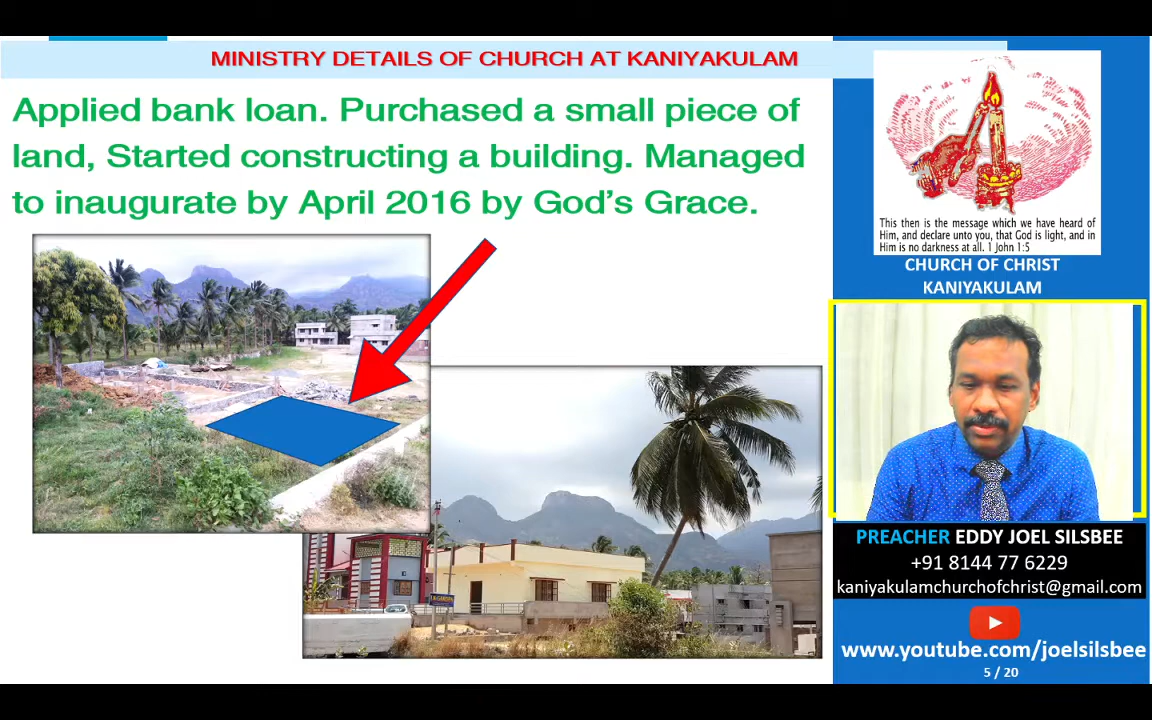 MINISTRY DETAILS OF CHURCH AT KANIYAKULAM
Applied bank loan. Purchased a small piece of
land, Started constructing a building. Managed
to inaugurate by April 2016 by God’s Grace.
This then is the message which we have heard of
Him, and declare unto you, that God is light, and in
Him is no darkness at all. 1 John 1:5
CHURCH OF CHRIST
KANIYAKULAM
PREACHER EDDY JOEL SILSBEE
+91 8144 77 6229
kaniyakulamchurchofchrist@gmail.com
www.youtube.com/joelsilsbee
5 / 20